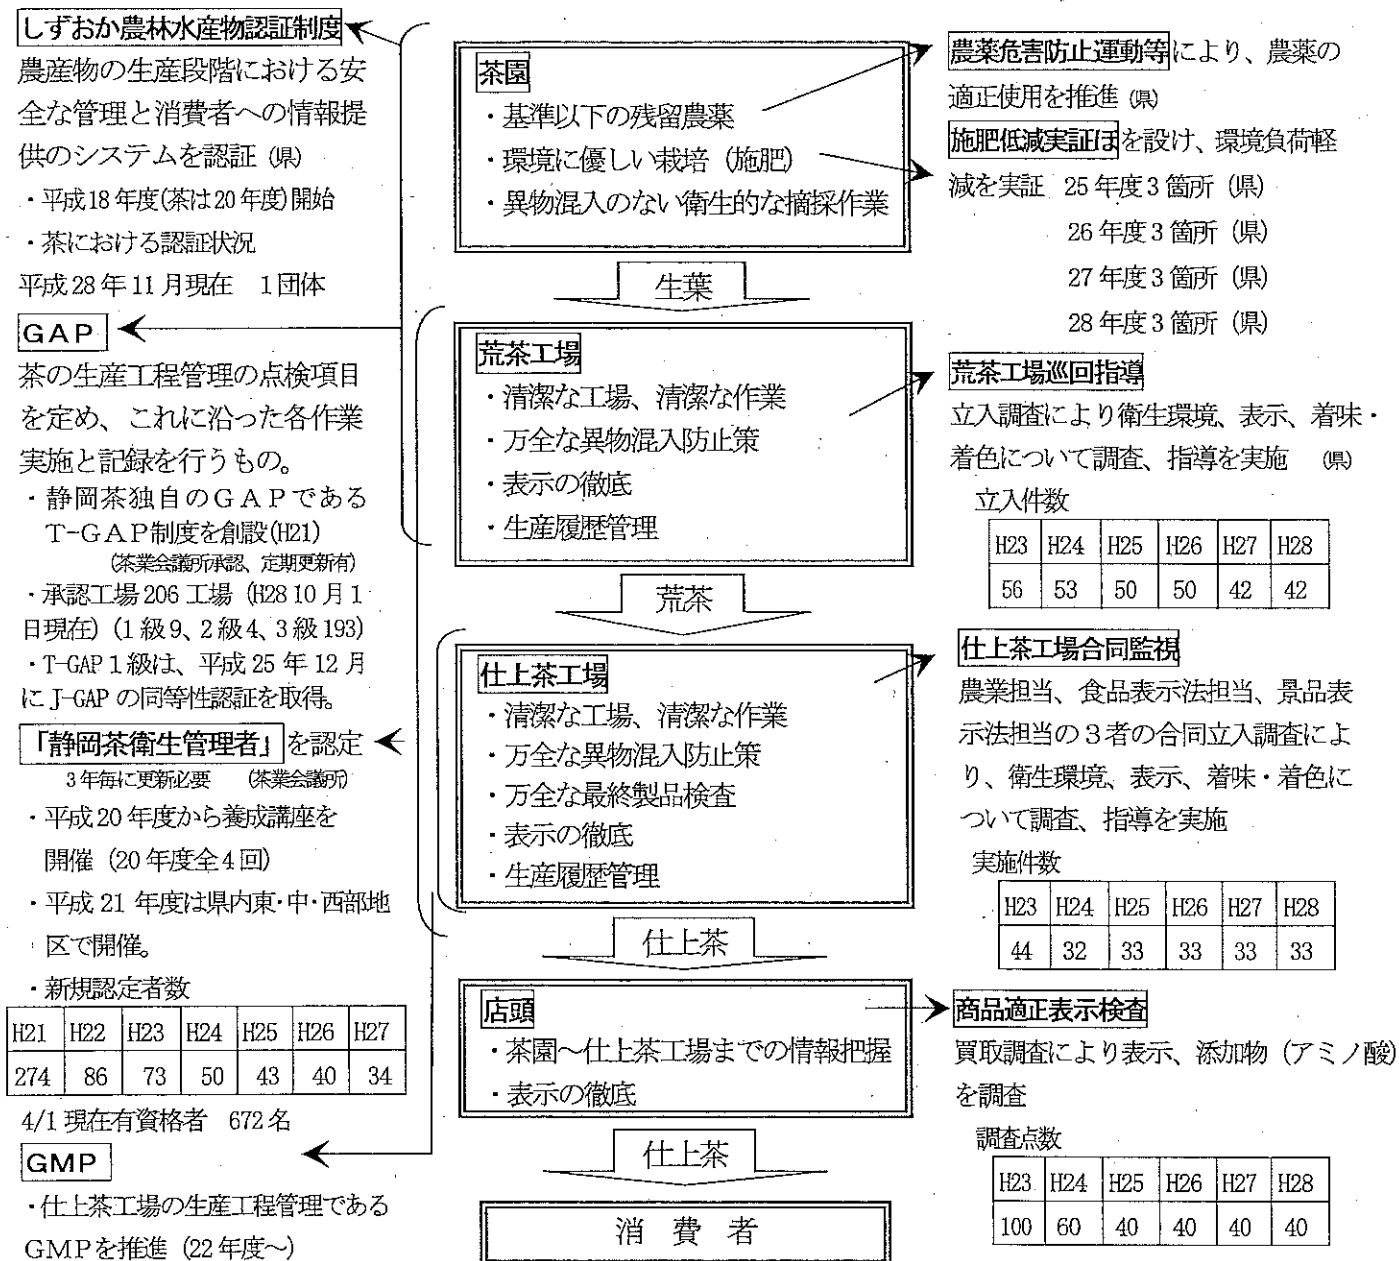 しずおか農林水産物認証制度
農産物の生産段階における安
全な管理と消費者への情報提
供のシステムを認証（県）
・平成18年度(茶は20年度)開始
・茶における認証状況
平成28年11月現在　1団体
GAP
茶の生産工程管理の点検項目
を定め、これに沿った各作業
実施と記録を行うもの。
・静岡茶独自のGAPである
T-GAP制度を創設(H21)
（茶業会議所承認、定期更新有）
・承認工場206工場（H28 10月1
日現在）（1級9、2級4、3級193）
・T-GAP1級は、平成25年12月
にJ-GAPの同等性認証を取得。
「静岡茶衛生管理者」を認定
3年毎に更新必要　（茶業会議所）
・平成20年度から養成講座を
開催（20年度全4回）
・平成21年度は県内東・中・西部地
区で開催。
・新規認定者数
H21 H22 H23 H24 H25 H26 H27
274 86 73 50 43 40 34
4/1現在有資格者　672名
GMP
・仕上茶工場の生産工程管理である
GMPを推進（22年度～）
茶園
・基準以下の残留農薬
・環境に優しい栽培（施肥）
・異物混入のない衛生的な摘採作業
生葉
荒茶工場
・清潔な工場、清潔な作業
・万全な異物混入防止策
・表示の徹底
・生産履歴管理
荒茶
仕上茶工場
・清潔な工場、清潔な作業
・万全な異物混入防止策
・万全な最終製品検査
・表示の徹底
・生産履歴管理
仕上茶
店頭
・茶園～仕上茶工場までの情報把握
・表示の徹底
仕上茶
消費者
農薬危害防止運動等により、農薬の
適正使用を推進（県）
施肥低減実証ほを設け、環境負荷軽
減を実証　25年度3箇所（県）
26年度3箇所（県）
27年度3箇所（県）
28年度3箇所（県）
荒茶工場巡回指導
立入調査により衛生環境、表示、着味・
着色について調査、指導を実施　（県）
立入件数
H23 H24 H25 H26 H27 H28
56 53 50 50 42 42
仕上茶工場合同監視
農業担当、食品表示法担当、景品表
示法担当の3者の合同立入調査によ
り、衛生環境、表示、着味・着色に
ついて調査、指導を実施
実施件数
H23 H24 H25 H26 H27 H28
44 32 33 33 33 33
商品適正表示検査
買取調査により表示、添加物（アミノ酸）
を調査
調査点数
H23 H24 H25 H26 H27 H28
100 60 40 40 40 40